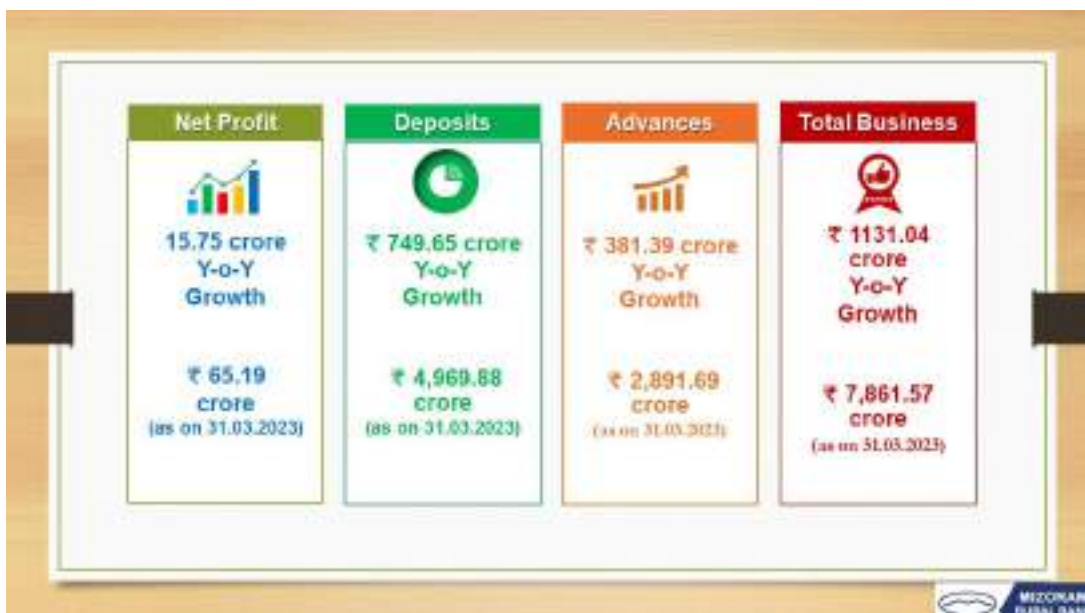 Net Profit
15.75 crore
Y-o-Y
Growth
₹ 65.19
crore
(as on 31.03.2023)
Deposits
₹ 749.65 crore
Y-o-Y
Growth
₹ 4,969.88
crore
(as on 31.03.2023)
Advances
₹ 381.39 crore
Y-o-Y
Growth
₹ 2,891.69
crore
(as on 31.03.2023)
Total Business
₹ 1131.04
crore
Y-o-Y
Growth
₹ 7,861.57
crore
(as on 31.03.2023)
MIZORAM